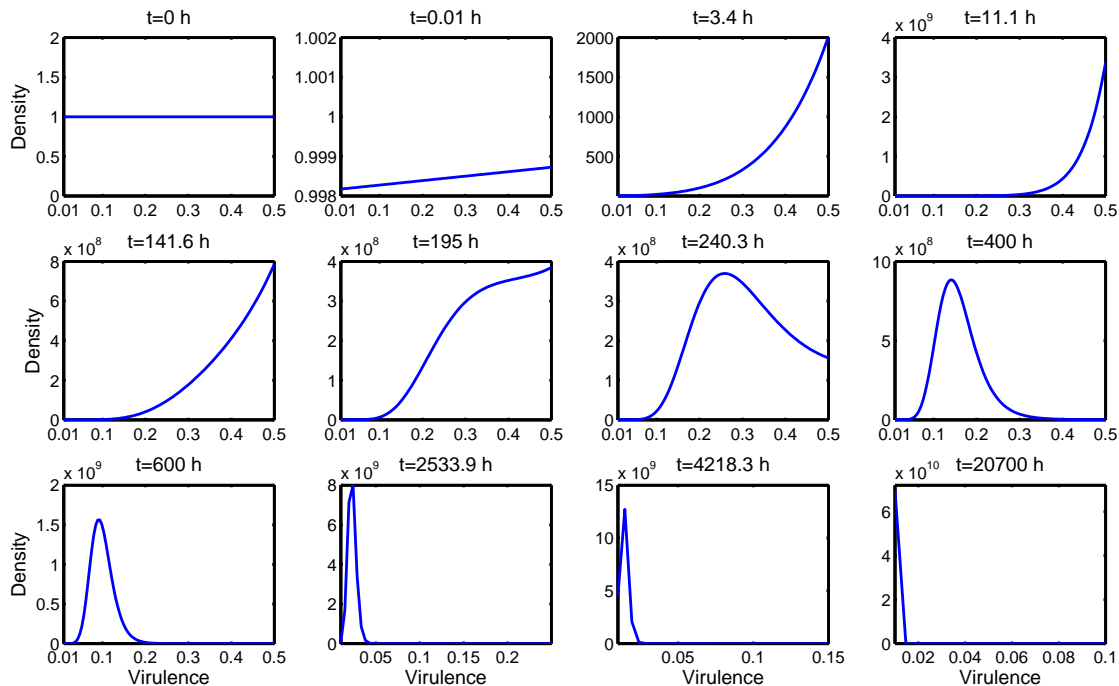 t=0 h
t=0.01 h
t=3.4 h
t=11.1 h
x 10^9
2
1.5
1
0.5
0
Density
0.01 0.1 0.2 0.3 0.4 0.5
1.002
1.001
1
0.999
0.998
0.01 0.1 0.2 0.3 0.4 0.5
2000
1500
1000
500
0.01 0.1 0.2 0.3 0.4 0.5
4
3
2
1
0
0.01 0.1 0.2 0.3 0.4 0.5
x 10^8
t=141.6 h
8
6
4
2
0
Density
0.01 0.1 0.2 0.3 0.4 0.5
x 10^8
t=195 h
4
3
2
1
0
0.01 0.1 0.2 0.3 0.4 0.5
x 10^8
t=240.3 h
4
3
2
1
0
0.01 0.1 0.2 0.3 0.4 0.5
x 10^8
t=400 h
10
5
0
0.01 0.1 0.2 0.3 0.4 0.5
x 10^9
t=600 h
2
1.5
1
0.5
0
Density
0.01 0.1 0.2 0.3 0.4 0.5
Virulence
x 10^9
t=2533.9 h
8
7
6
5
4
3
2
1
0
0.05 0.1 0.15 0.2
Virulence
x 10^9
t=4218.3 h
15
10
5
0
0.05 0.1 0.15
Virulence
x 10^10
t=20700 h
6
4
2
0
0.02 0.04 0.06 0.08 0.1
Virulence